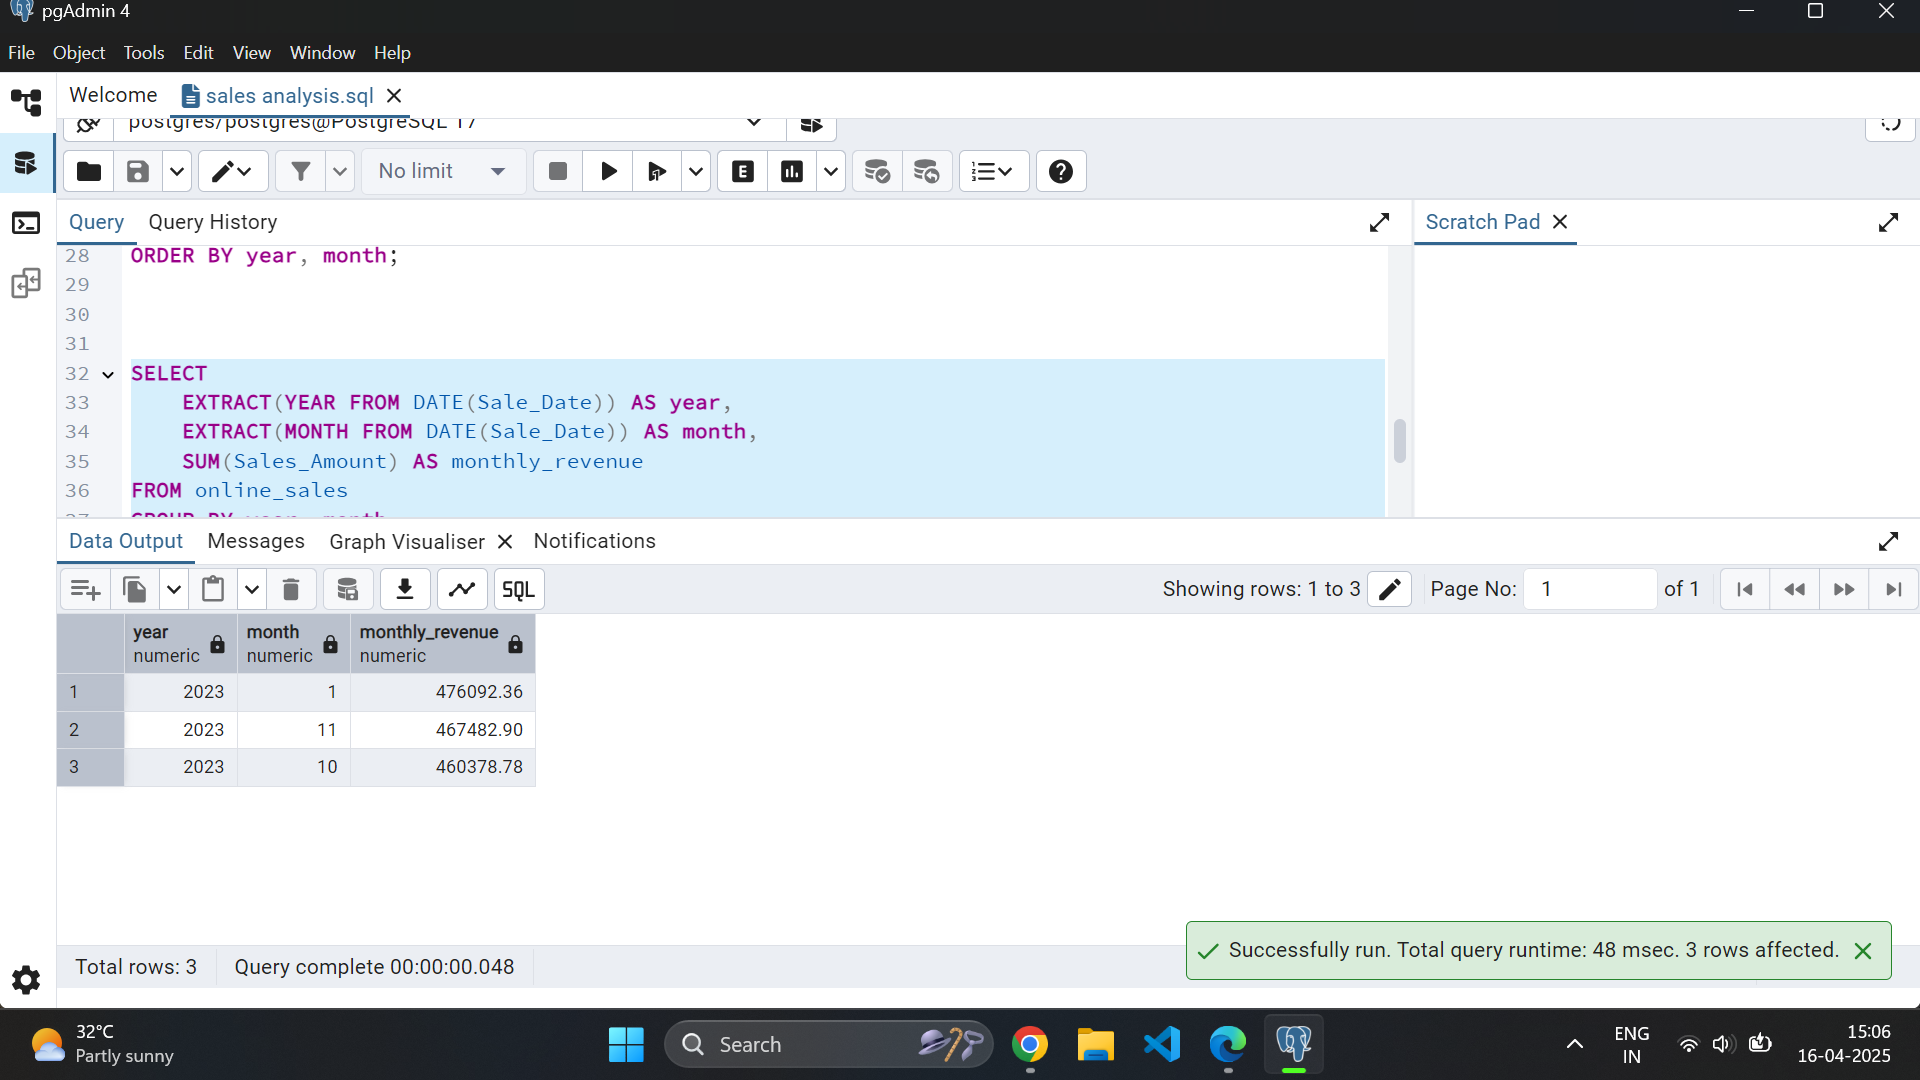 pgAdmin 4
File Object Tools Edit View Window Help
Welcome sales analysis.sql
postgres/postgres@PostgreSQL 17
No limit
E
SQL
Query Query History
Scratch Pad
28 ORDER BY year, month;
29
30
31
32 SELECT
33 EXTRACT(YEAR FROM DATE(Sale_Date)) AS year,
34 EXTRACT(MONTH FROM DATE(Sale_Date)) AS month,
35 SUM(Sales_Amount) AS monthly_revenue
36 FROM online_sales
37 GROUP BY year, month
Data Output Messages Graph Visualiser Notifications
Showing rows: 1 to 3 Page No: 1 of 1
year month monthly_revenue
numeric numeric numeric
1 2023 1 476092.36
2 2023 11 467482.90
3 2023 10 460378.78
Successfully run. Total query runtime: 48 msec. 3 rows affected.
Total rows: 3 Query complete 00:00:00.048
32°C
Partly sunny
Search
ENG
IN
15:06
16-04-2025